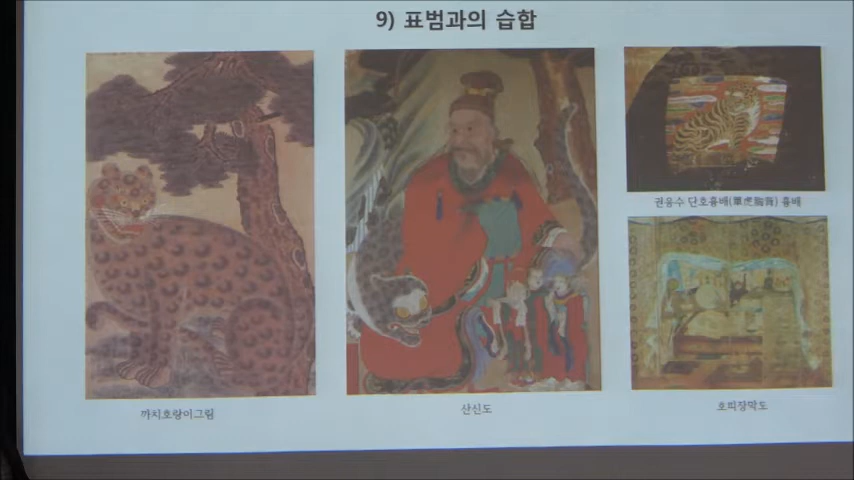 9) 표범과의 습합
까치호랑이그림
산신도
권응수 단호흉배(單虎胸背) 흉배
호피장막도